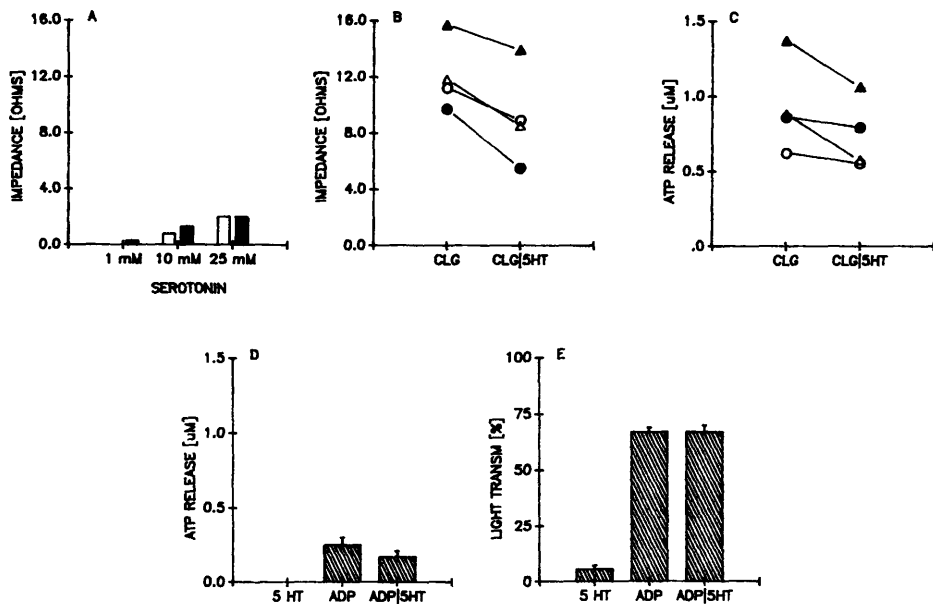 A
IMPEDANCE [OHMS]
16.0
12.0
8.0
4.0
0.0
1 mM
10 mM
25 mM
SEROTONIN
B
IMPEDANCE [OHMS]
16.0
12.0
8.0
4.0
0.0
CLG
CLG|5HT
C
ATP RELEASE [uM]
1.5
1.0
0.5
0.0
CLG
CLG|5HT
D
ATP RELEASE [uM]
1.5
1.0
0.5
0.0
5 HT
ADP
ADP|5HT
E
LIGHT TRANSM [%]
100
75
50
25
0
5 HT
ADP
ADP|5HT